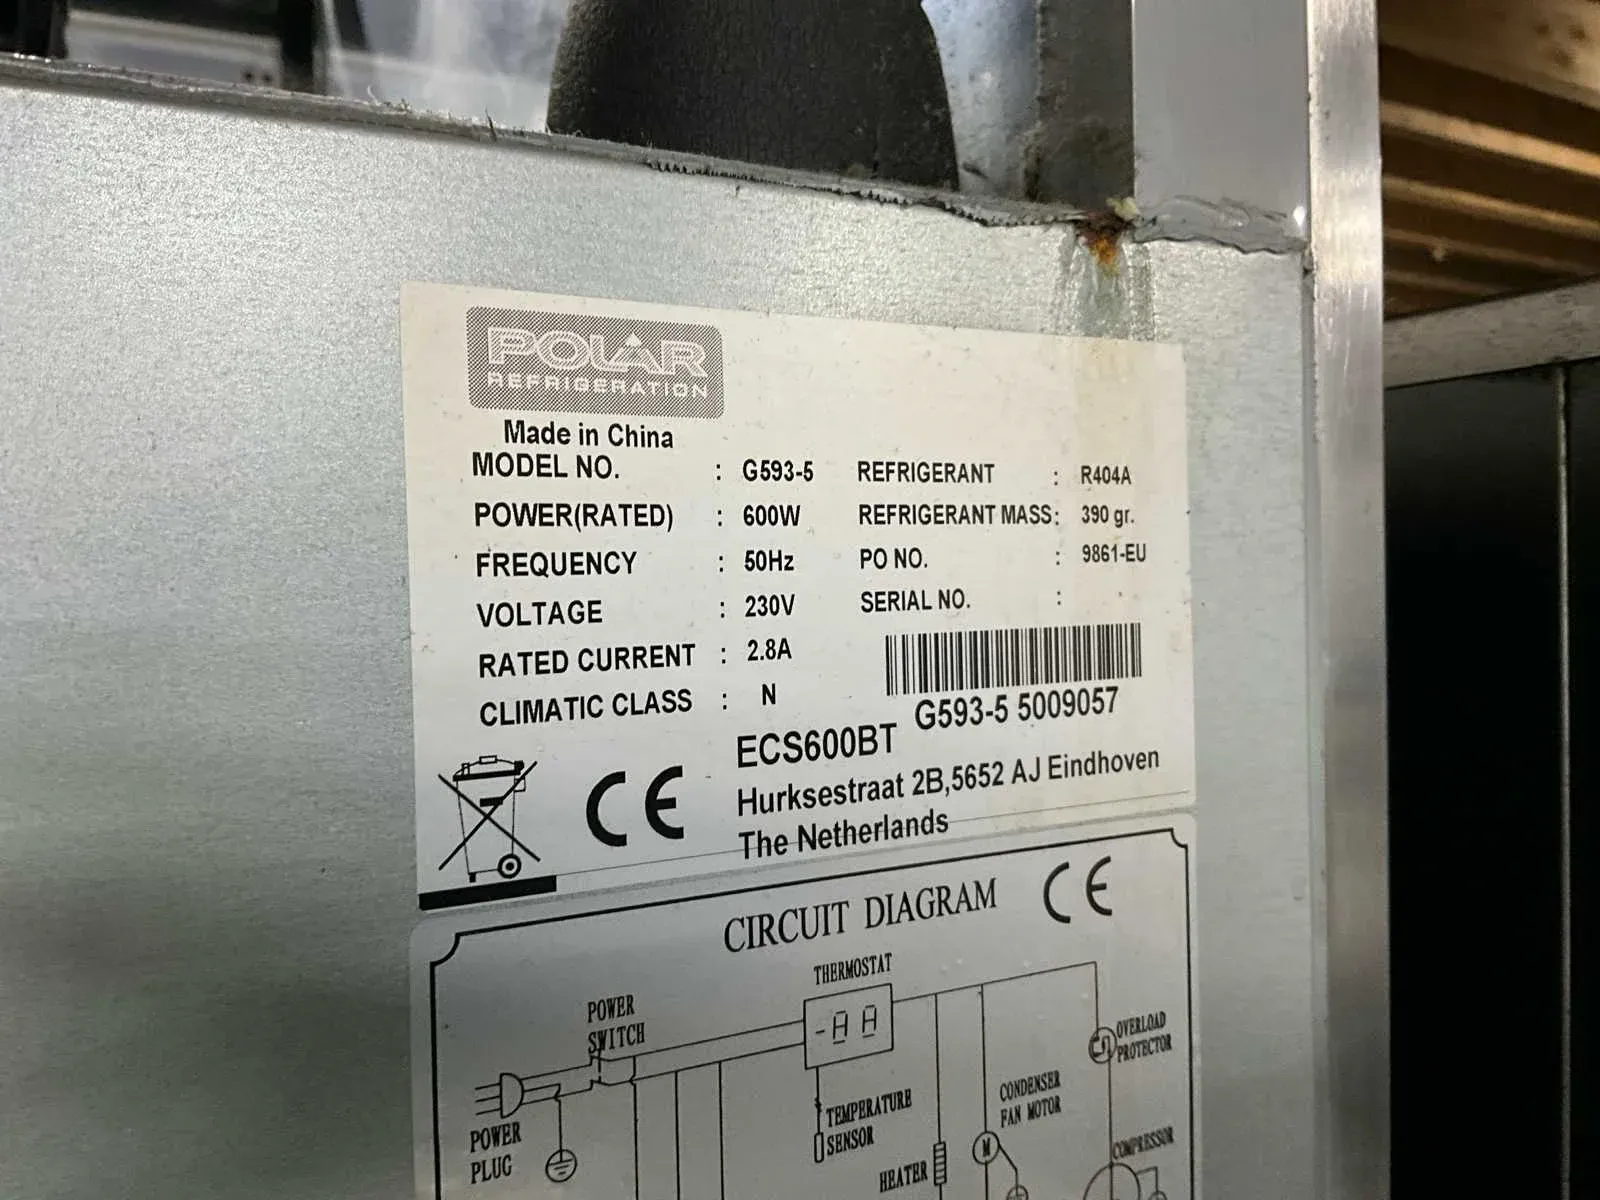 POLAR
REFRIGERATION
Made in China
MODEL NO. : G593-5 REFRIGERANT : R404A
POWER(RATED) : 600W REFRIGERANT MASS: 390 gr.
FREQUENCY : 50Hz PO NO. : 9861-EU
VOLTAGE : 230V SERIAL NO. :
RATED CURRENT : 2.8A
CLIMATIC CLASS : N
G593-5 5009057
ECS600BT
Hurksestraat 2B,5652 AJ Eindhoven
The Netherlands
CE
CIRCUIT DIAGRAM CE
THERMOSTAT
-8 8
POWER
SWITCH
OVERLOAD
PROTECTOR
POWER
PLUG
TEMPERATURE
SENSOR
HEATER
CONDENSER
FAN MOTOR
M
COMPRESSOR